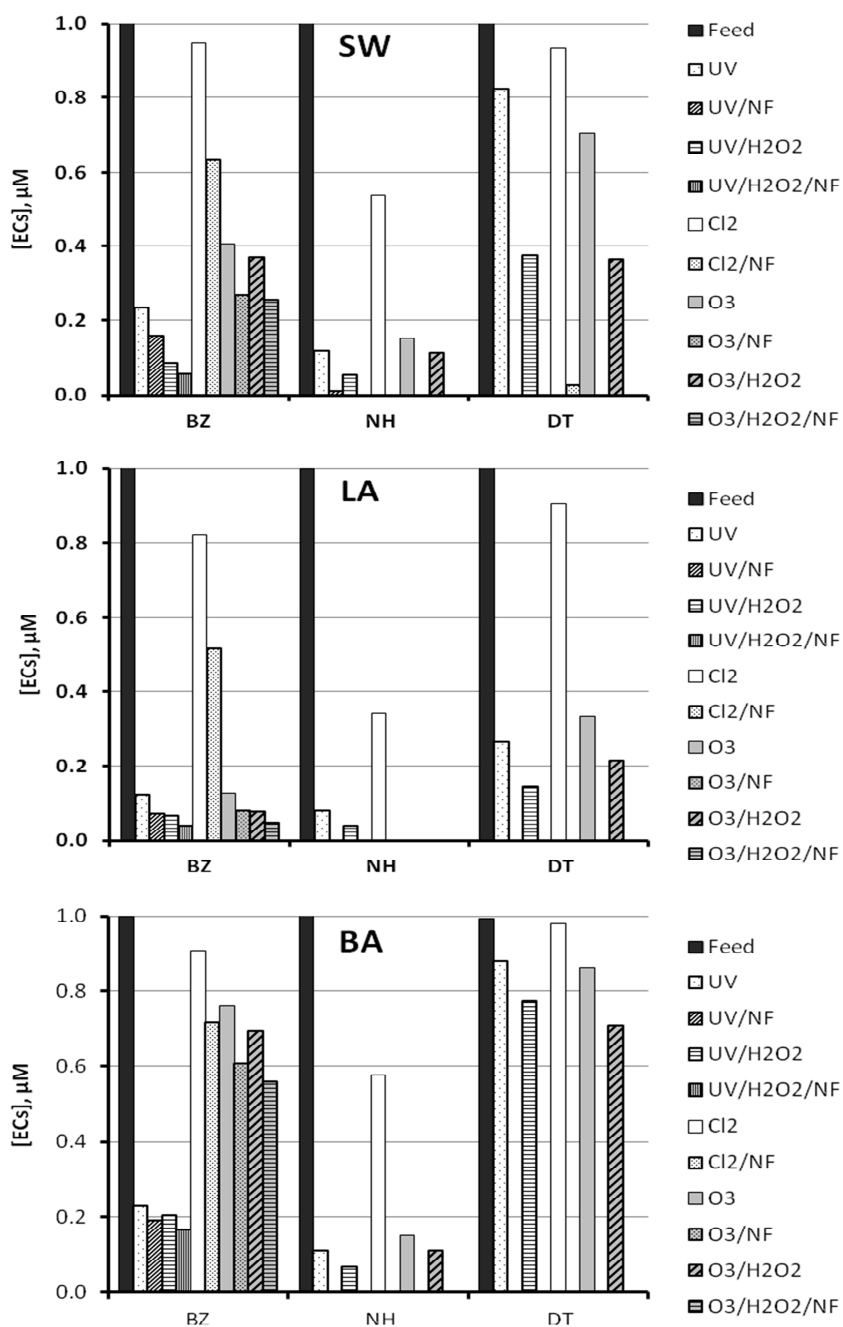 SW
[ECs], µM
1.0
0.8
0.6
0.4
0.2
0.0
BZ
NH
DT
Feed
UV
UV/NF
UV/H2O2
UV/H2O2/NF
Cl2
Cl2/NF
O3
O3/NF
O3/H2O2
O3/H2O2/NF
LA
[ECs], µM
1.0
0.8
0.6
0.4
0.2
0.0
BZ
NH
DT
Feed
UV
UV/NF
UV/H2O2
UV/H2O2/NF
Cl2
Cl2/NF
O3
O3/NF
O3/H2O2
O3/H2O2/NF
BA
[ECs], µM
1.0
0.8
0.6
0.4
0.2
0.0
BZ
NH
DT
Feed
UV
UV/NF
UV/H2O2
UV/H2O2/NF
Cl2
Cl2/NF
O3
O3/NF
O3/H2O2
O3/H2O2/NF